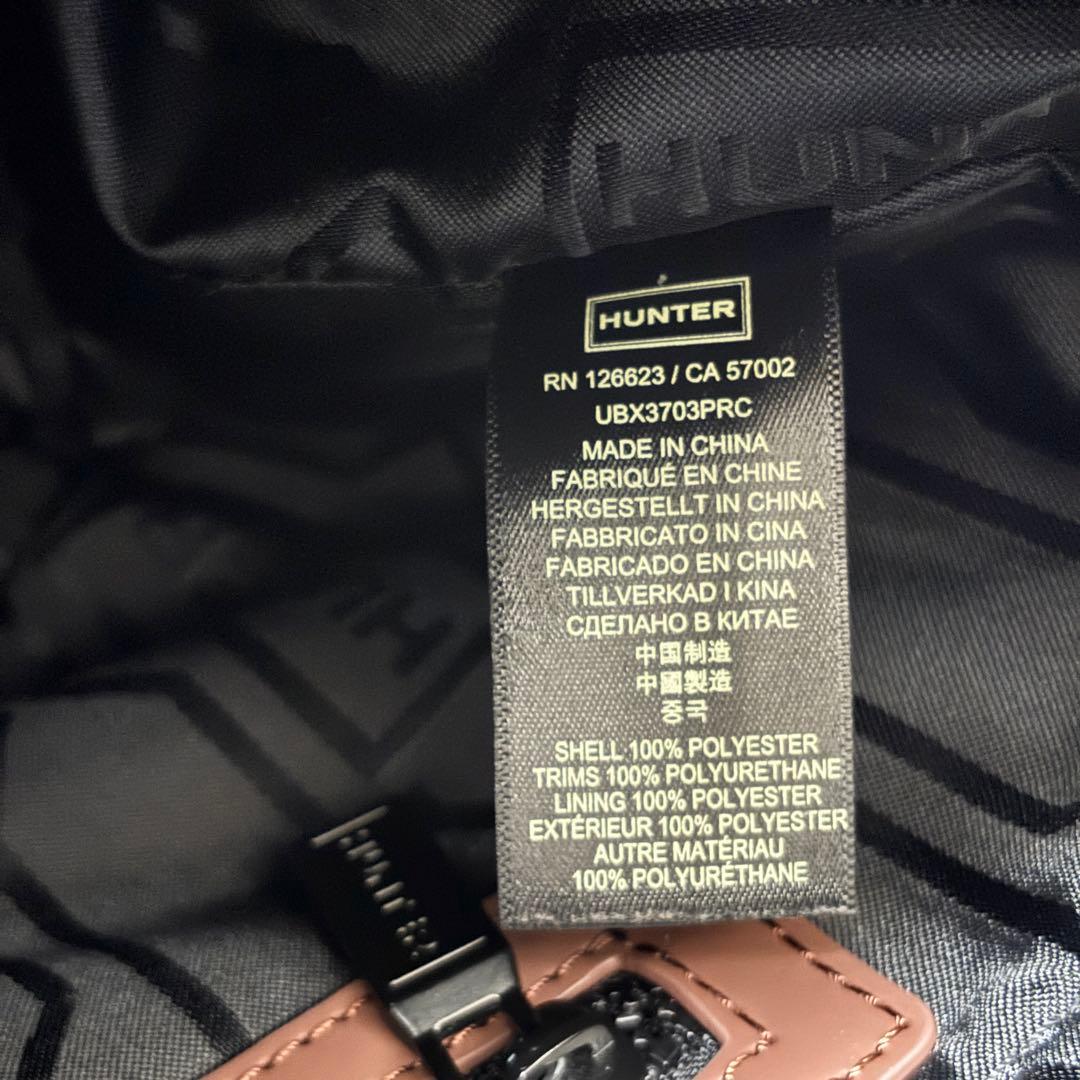 HUN
HUNTER
RN 126623 / CA 57002
UBX3703PRC
MADE IN CHINA
FABRIQUÉ EN CHINE
HERGESTELLT IN CHINA
FABBRICATO IN CINA
FABRICADO EN CHINA
TILLVERKAD I KINA
СДЕЛАНО В КИТАЕ
中国制造
中國製造
중국
SHELL 100% POLYESTER
TRIMS 100% POLYURETHANE
LINING 100% POLYESTER
EXTÉRIEUR 100% POLYESTER
AUTRE MATÉRIAU
100% POLYURÉTHANE